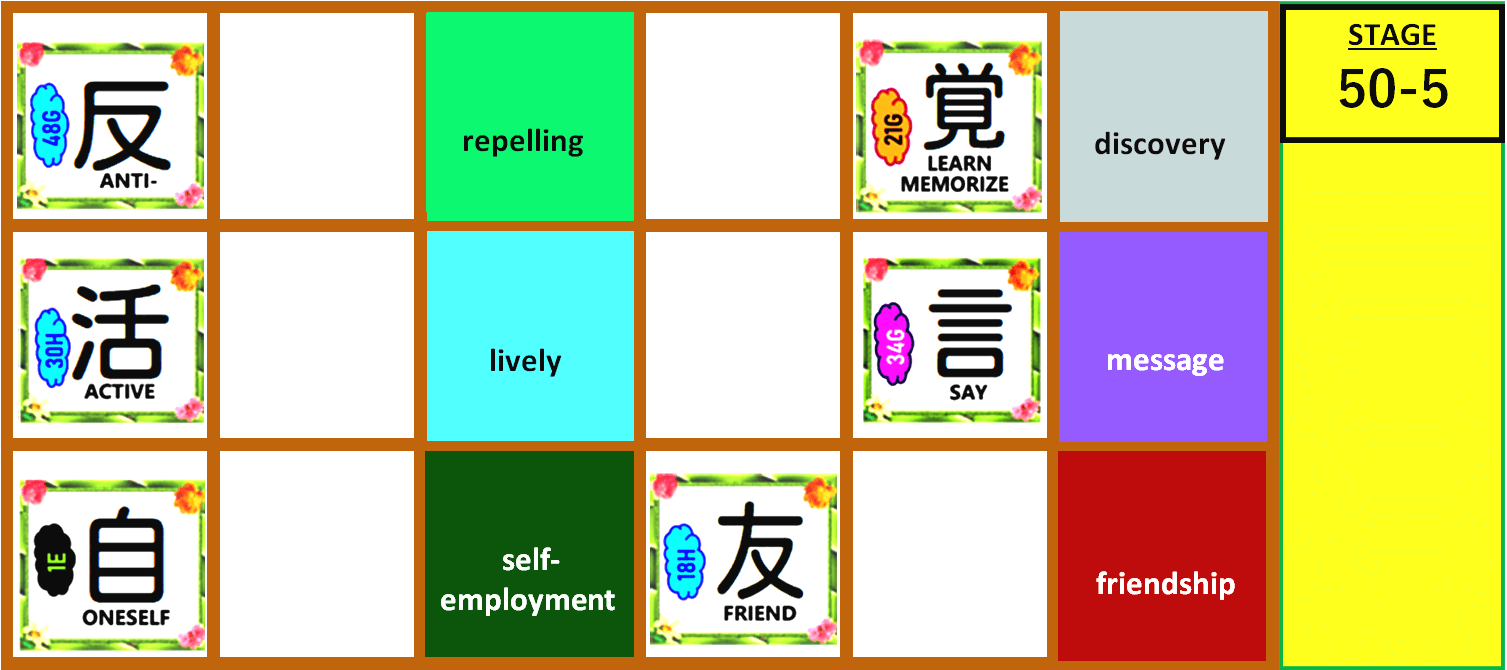 48G
反
ANTI-
repelling
21G
覚
LEARN
MEMORIZE
discovery
STAGE
50-5
30H
活
ACTIVE
lively
34G
言
SAY
message
1E
自
ONESELF
self-
employment
18H
友
FRIEND
friendship